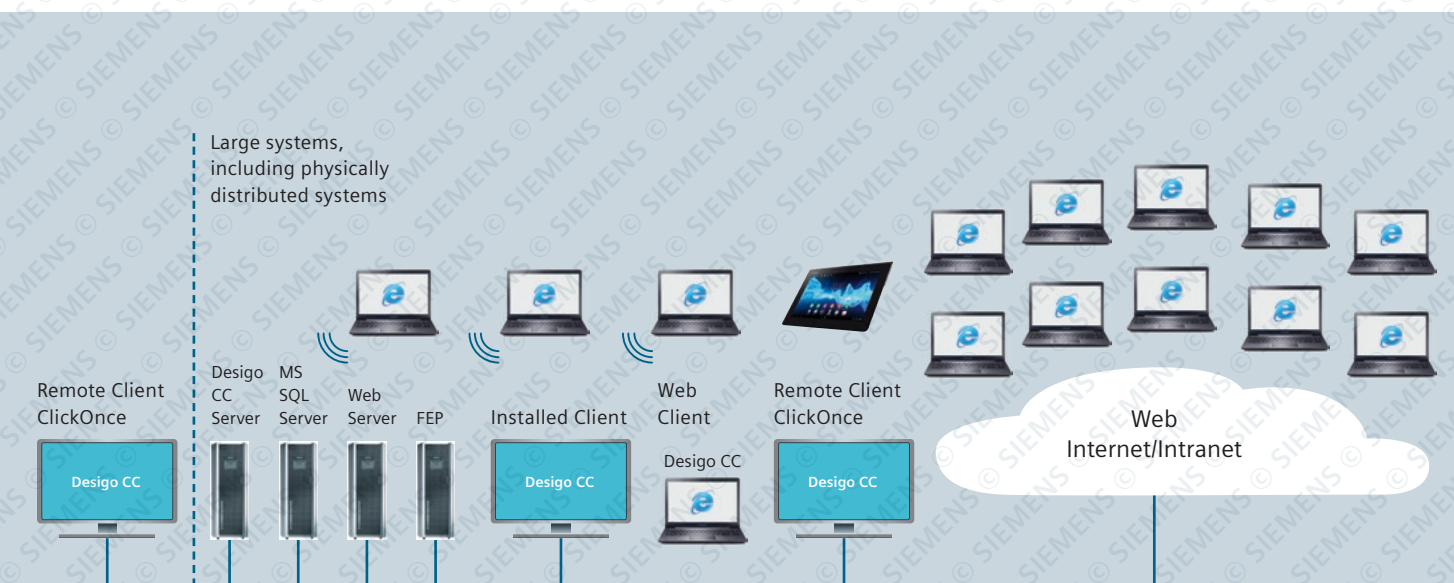 Large systems,
including physically
distributed systems
Remote Client
ClickOnce
Desigo CC
Desigo
CC
Server
MS
SQL
Server
Web
Server
FEP
Installed Client
Desigo CC
Web
Client
Desigo CC
Remote Client
ClickOnce
Desigo CC
Web
Internet/Intranet
© SIEMENS